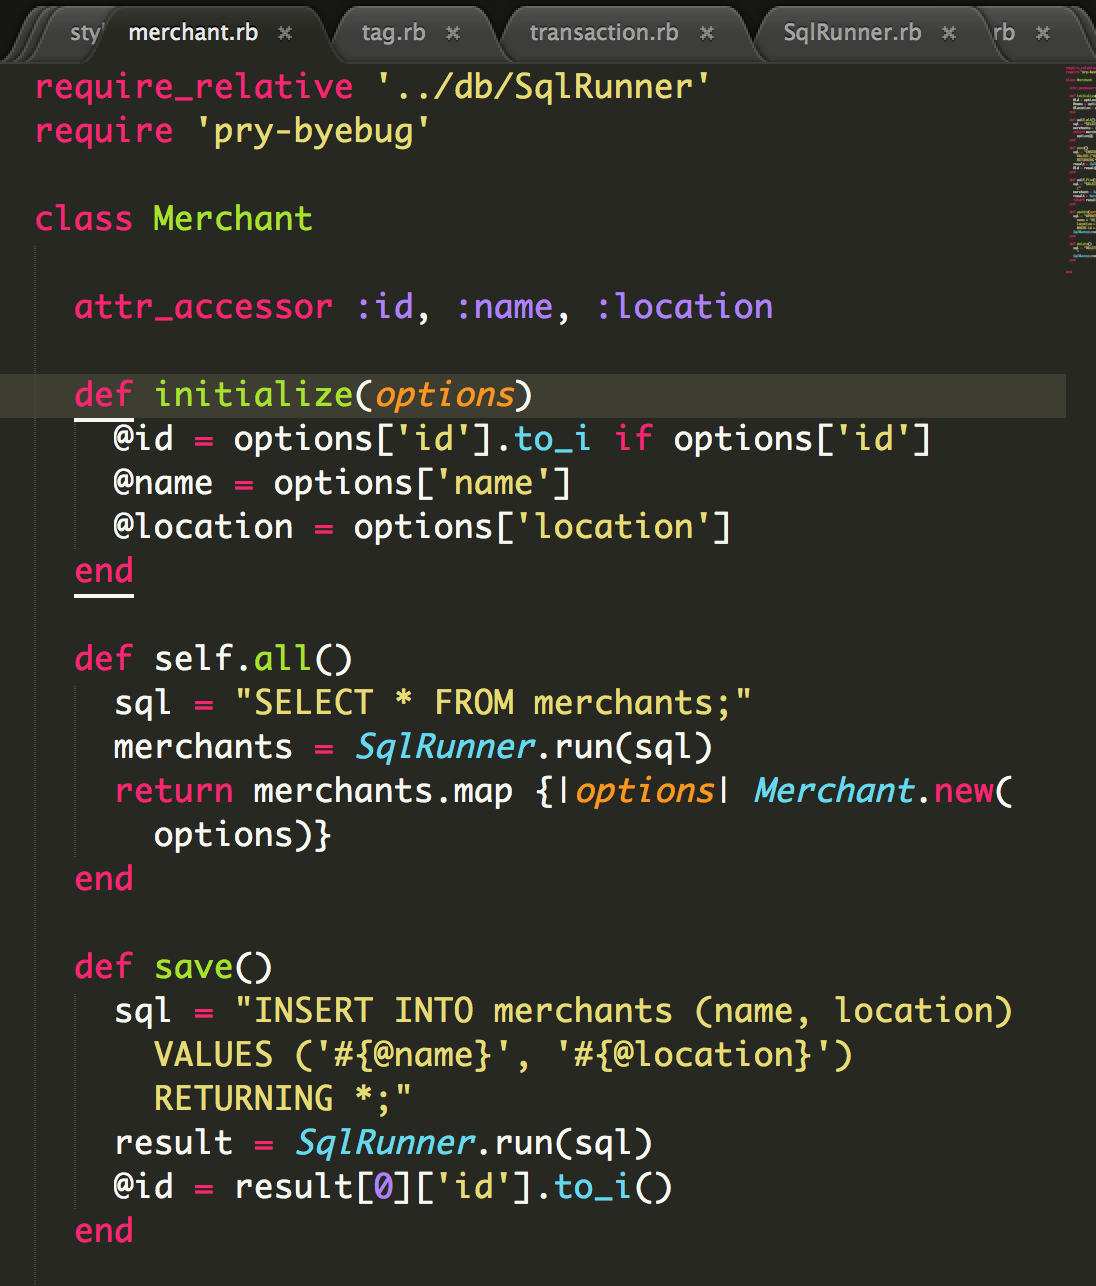 sty merchant.rb × tag.rb × transaction.rb × SqlRunner.rb × rb ×
require_relative '../db/SqlRunner'
require 'pry-byebug'
class Merchant
attr_accessor :id, :name, :location
def initialize(options)
@id = options['id'].to_i if options['id']
@name = options['name']
@location = options['location']
end
def self.all()
sql = "SELECT * FROM merchants;"
merchants = SqlRunner.run(sql)
return merchants.map {|options| Merchant.new(
options)}
end
def save()
sql = "INSERT INTO merchants (name, location)
VALUES ('#{@name}', '#{@location}')
RETURNING *;"
result = SqlRunner.run(sql)
@id = result[0]['id'].to_i()
end